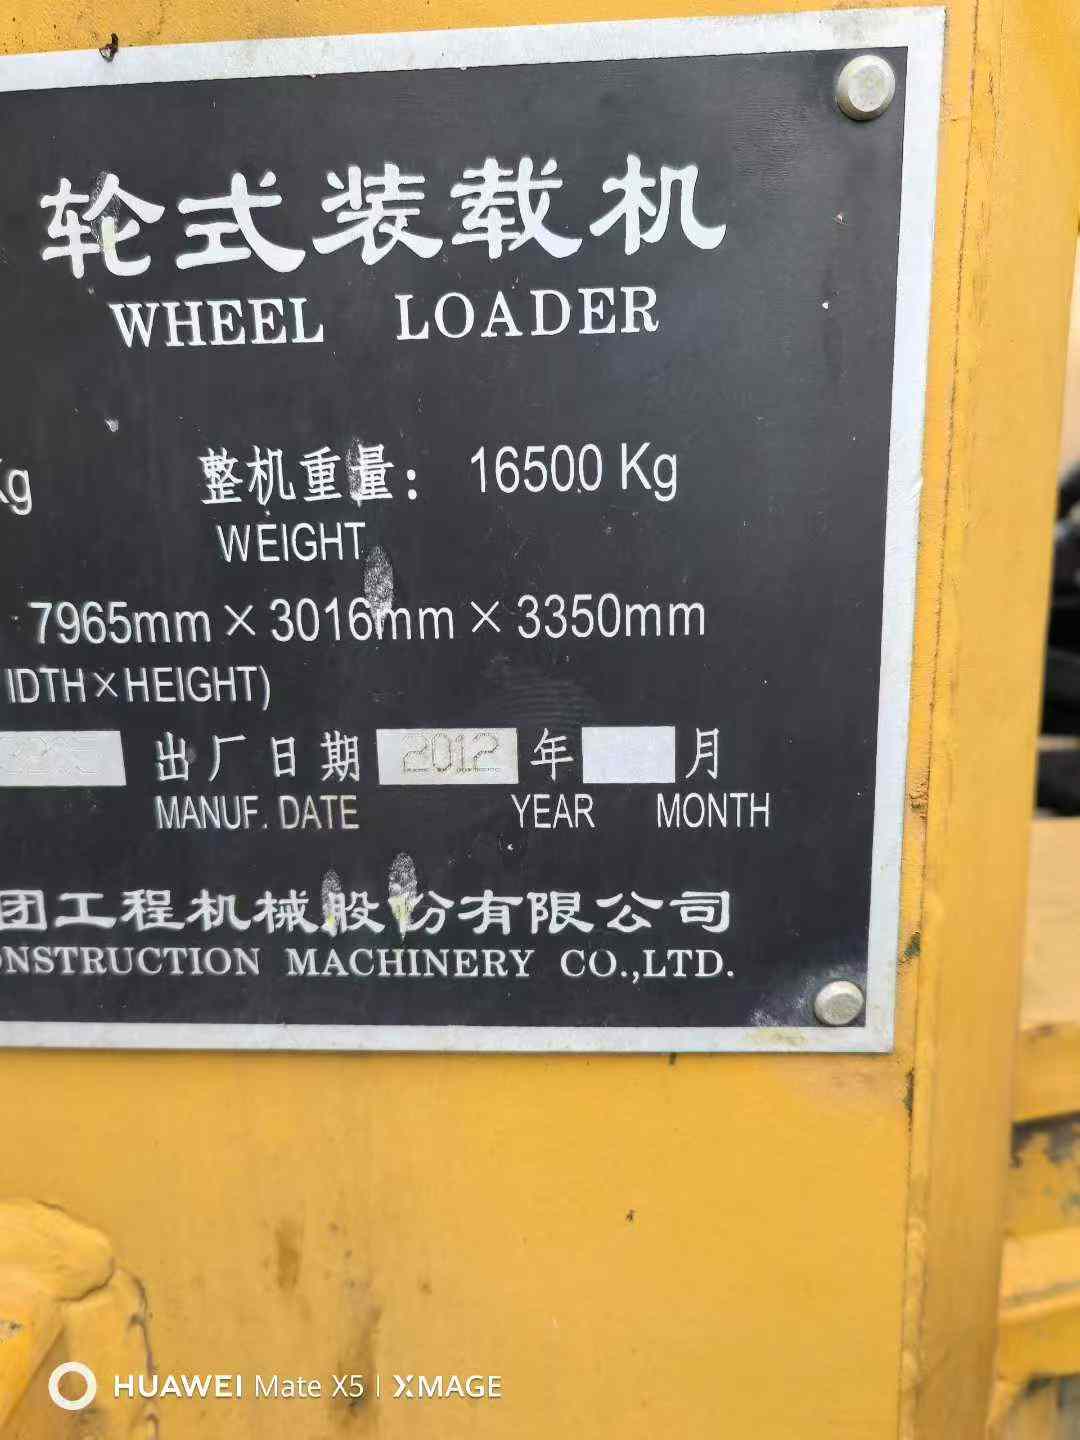 轮式装载机
WHEEL LOADER
Kg 整机重量: 16500 Kg
WEIGHT
7965mm×3016mm×3350mm
IDTH×HEIGHT)
出厂日期 2012 年 月
MANUF. DATE YEAR MONTH
团工程机械股份有限公司
ONSTRUCTION MACHINERY CO.,LTD.
HUAWEI Mate X5 | XMAGE